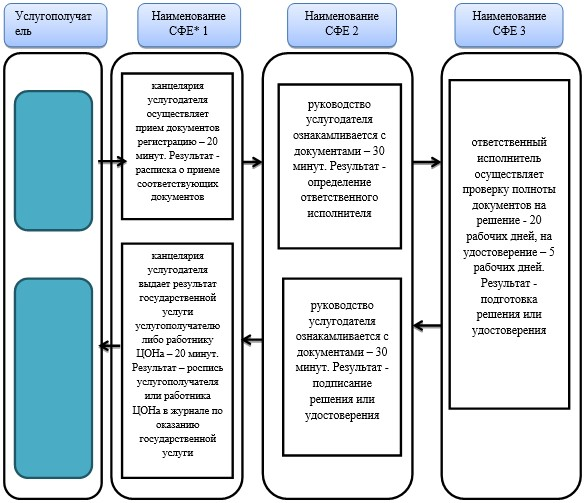 Услугополучат
ель
Наименование
СФЕ* 1
Наименование
СФЕ 2
Наименование
СФЕ 3
канцелярия
услугодателя
осуществляет
прием документов
регистрацию – 20
минут. Результат -
расписка о приеме
соответствующих
документов
руководство
услугодателя
ознакамливается с
документами – 30
минут. Результат -
определение
ответственного
исполнителя
ответственный
исполнитель
осуществляет
проверку полноты
документов на
решение - 20
рабочих дней, на
удостоверение – 5
рабочих дней.
Результат -
подготовка
решения или
удостоверения
руководство
услугодателя
ознакамливается с
документами – 30
минут. Результат -
подписание
решения или
удостоверения
канцелярия
услугодателя
выдает результат
государственной
услуги
услугополучателю
либо работнику
ЦОНа – 20 минут.
Результат – роспись
услугополучателя
или работника
ЦОНа в журнале по
оказанию
государственной
услуги